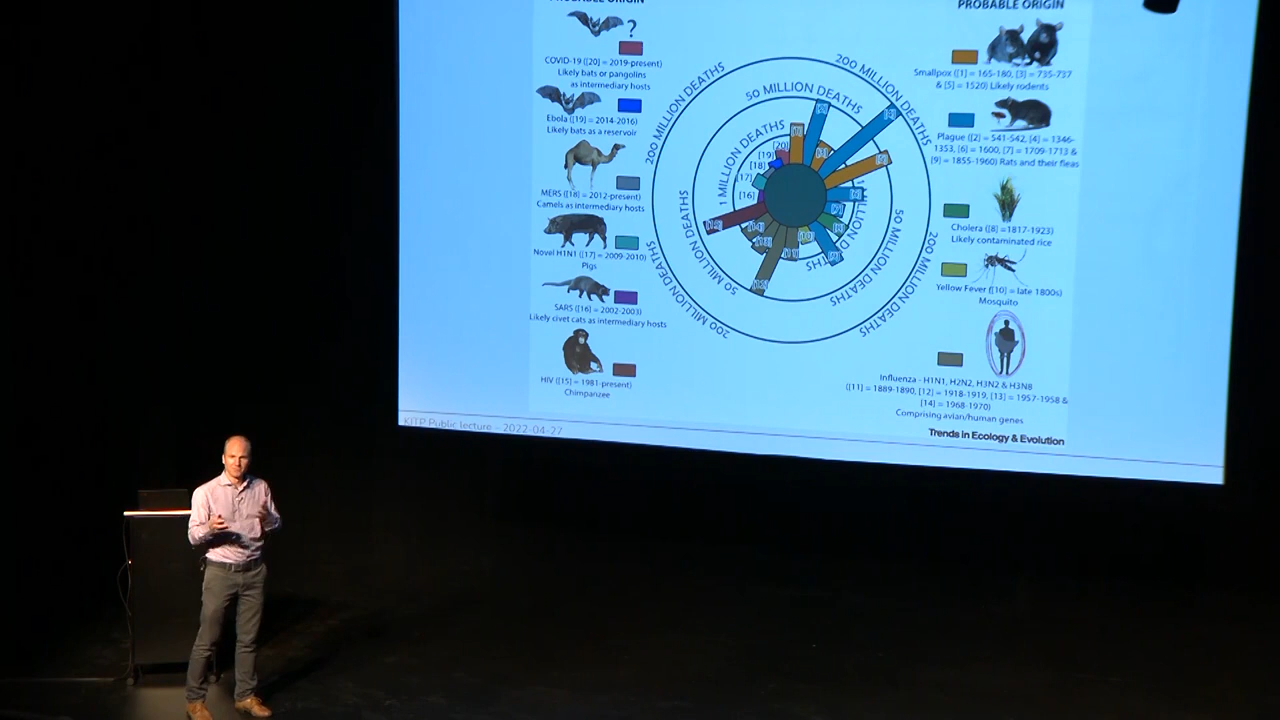 PROBABLE ORIGIN
?
COVID-19 ([20] = 2019-present)
Likely bats or pangolins
as intermediary hosts
Ebola ([19] = 2014-2016)
Likely bats as a reservoir
MERS ([18] = 2012-present)
Camels as intermediary hosts
Novel H1N1 ([17] = 2009-2010)
Pigs
SARS ([16] = 2002-2003)
Likely civet cats as intermediary hosts
HIV ([15] = 1981-present)
Chimpanzee
200 MILLION DEATHS
200 MILLION DEATHS
50 MILLION DEATHS
1 MILLION DEATHS
50 MILLION DEATHS
50 MILLION DEATHS
200 MILLION DEATHS
200 MILLION DEATHS
MILLION DEATHS
[20]
[19]
[18]
[17]
[16]
PROBABLE ORIGIN
Smallpox ([1] = 165-180, [3] = 735-737
& [5] = 1520) Likely rodents
Plague ([2] = 541-542, [4] = 1346-
1353, [6] = 1600, [7] = 1709-1713 &
[9] = 1855-1960) Rats and their fleas
Cholera ([8] =1817-1923)
Likely contaminated rice
Yellow Fever ([10] = late 1800s)
Mosquito
Influenza - H1N1, H2N2, H3N2 & H3N8
([11] = 1889-1890, [12] = 1918-1919, [13] = 1957-1958 &
[14] = 1968-1970)
Comprising avian/human genes
Trends in Ecology & Evolution
KITP Public lecture - 2022-04-27